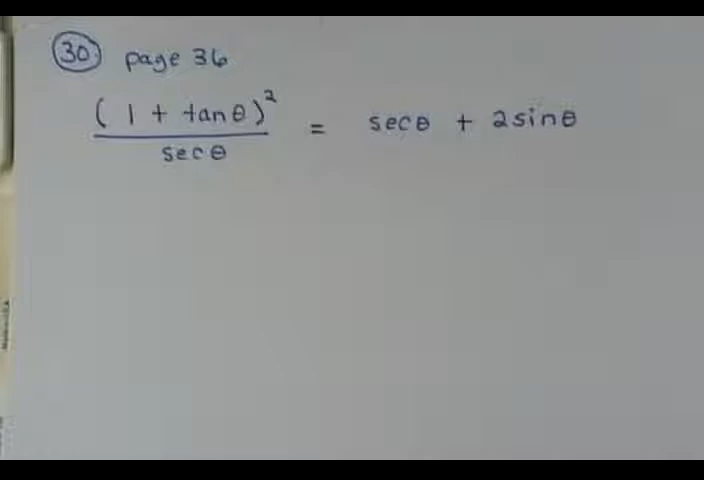 30. page 36
(1 + tanθ)² = secθ + 2sinθ
secθ